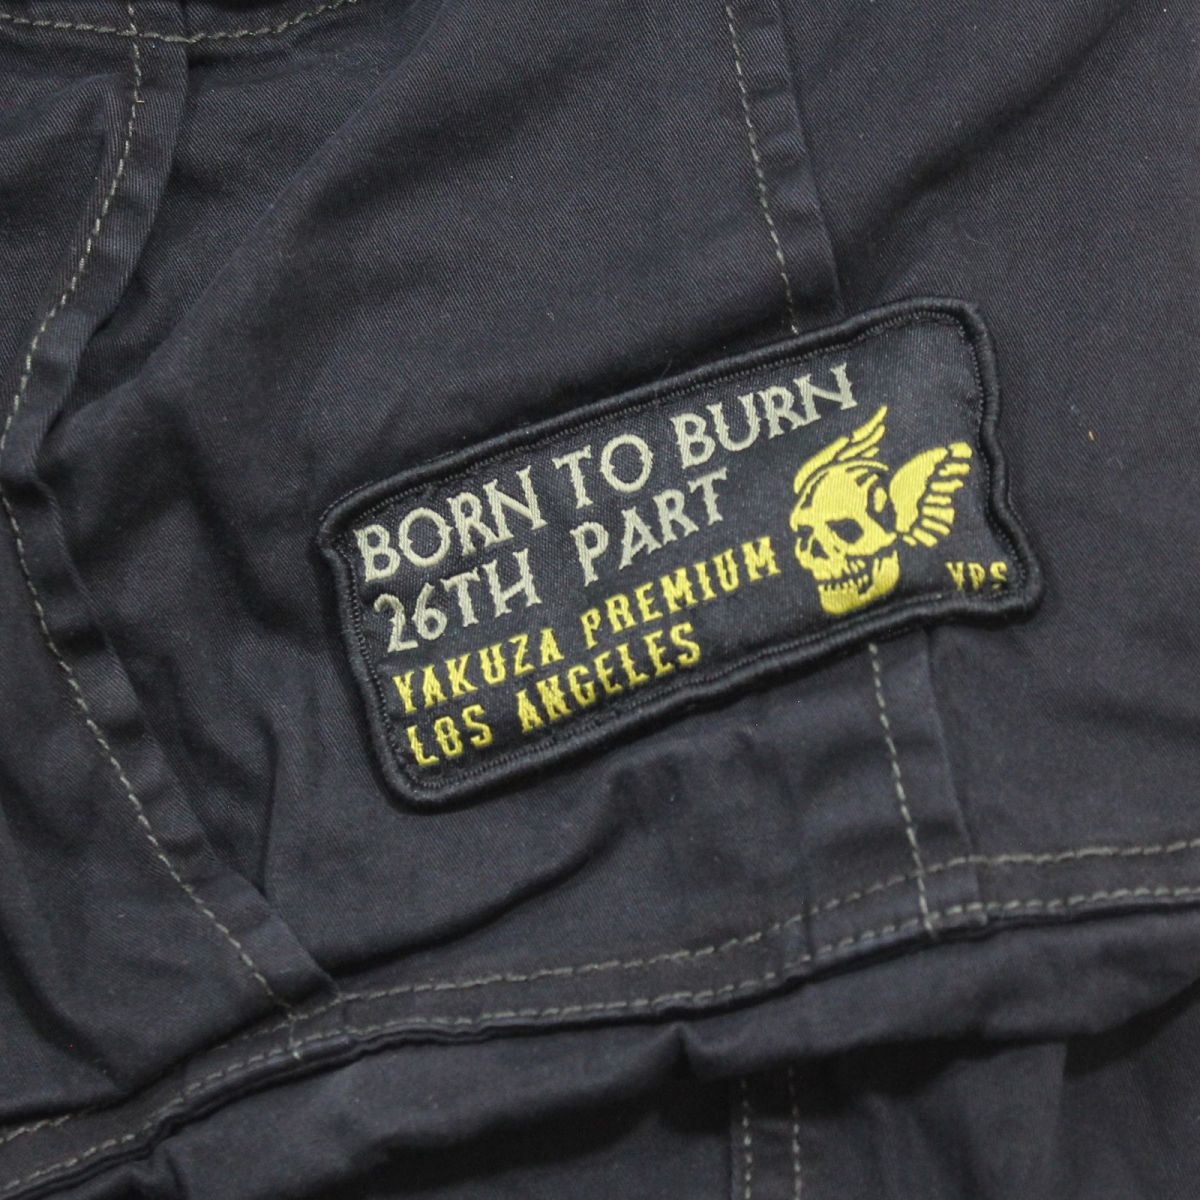 BORN TO BURN
26TH PART
YAKUZA PREMIUM
LOS ANGELES
YPS